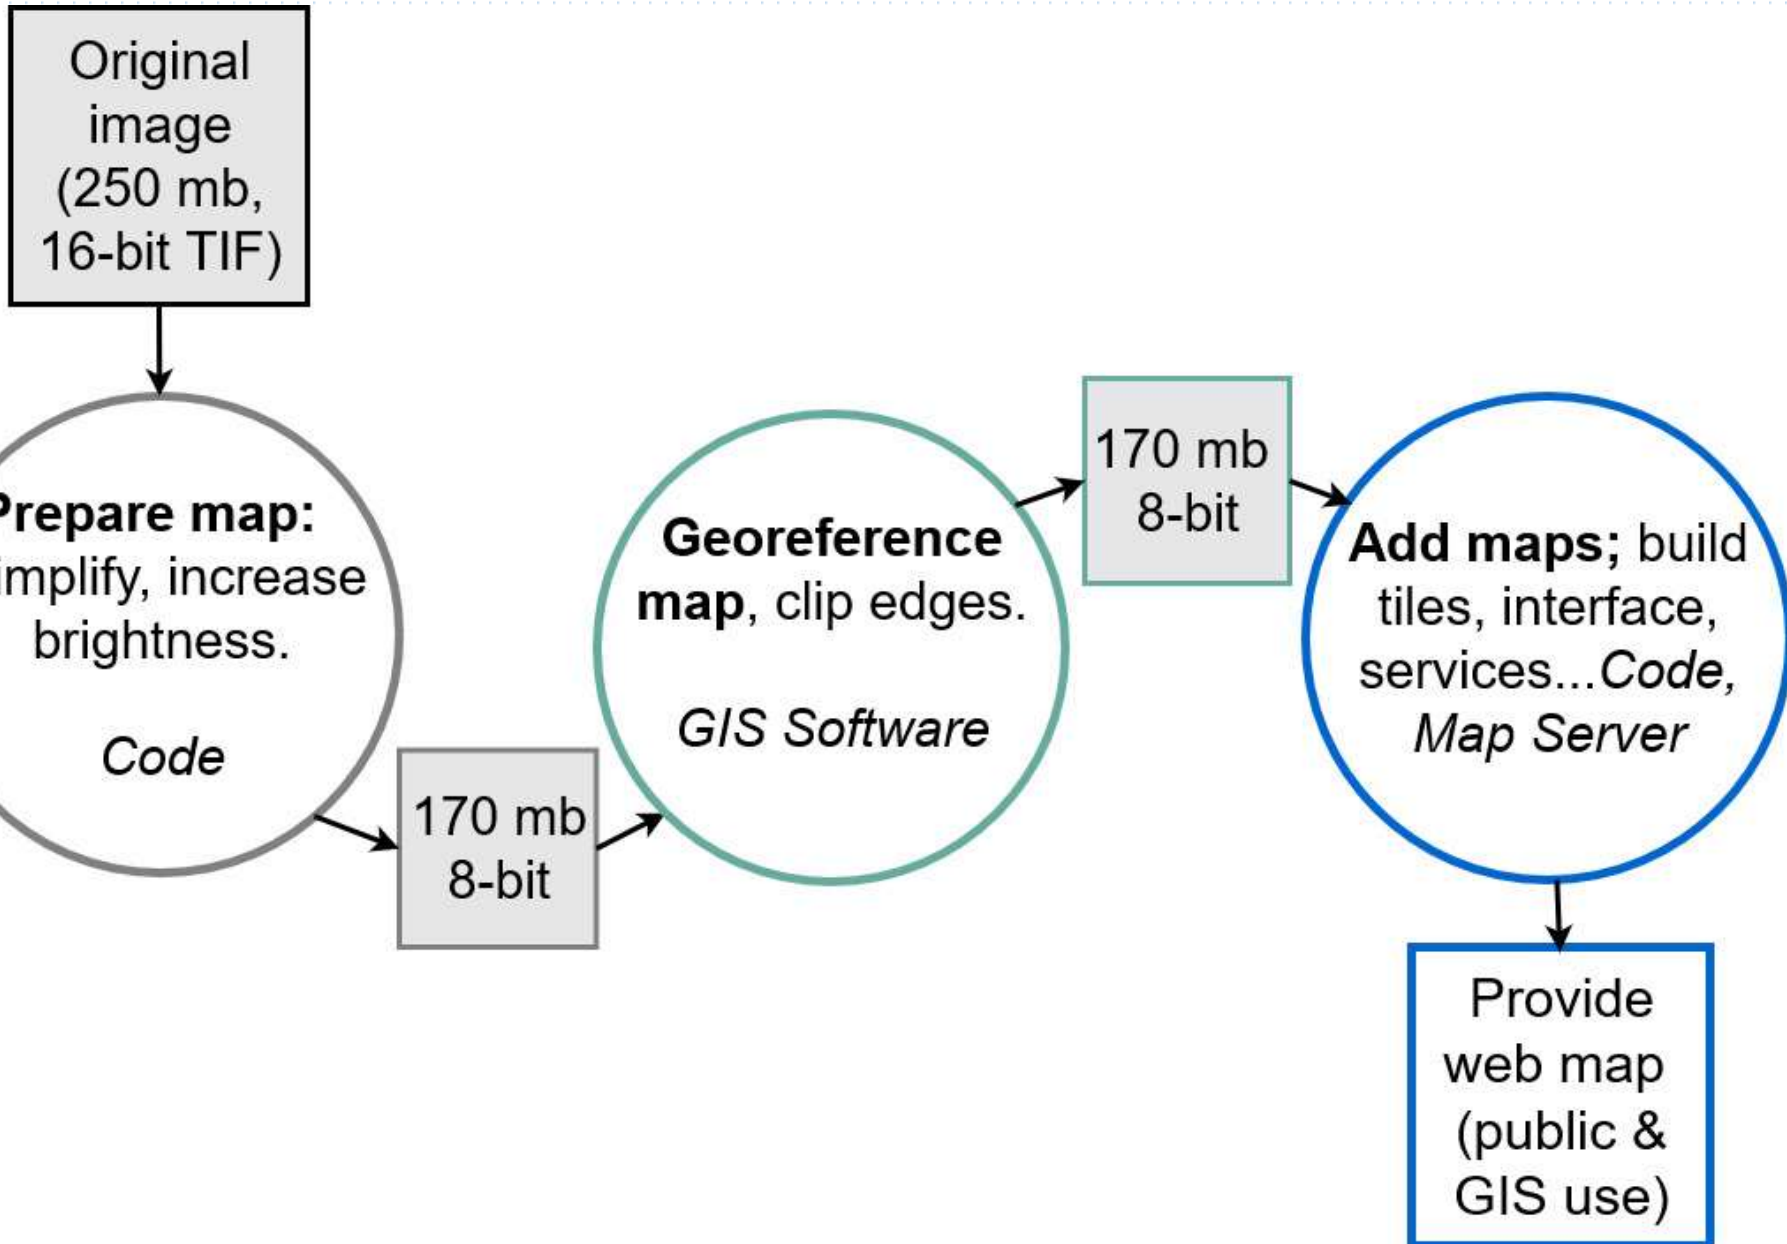 Original
image
(250 mb,
16-bit TIF)
Prepare map:
implify, increase
brightness.
Code
170 mb
8-bit
Georeference
map, clip edges.
GIS Software
170 mb
8-bit
Add maps; build
tiles, interface,
services...Code,
Map Server
Provide
web map
(public &
GIS use)